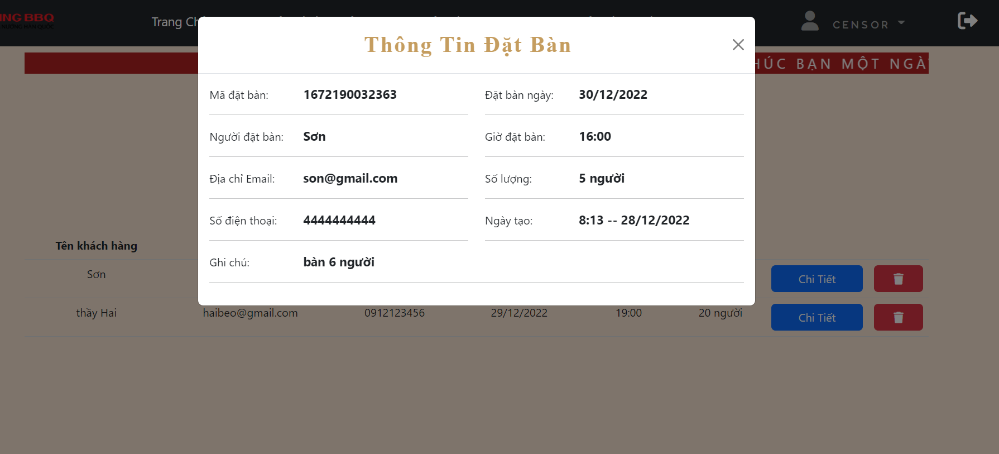 NG BBQ
NƯỚNG HÀN QUỐC
Trang
CENSOR
Thông Tin Đặt Bàn
HÚC BẠN MỘT NGÀ
Mã đặt bàn: 1672190032363 Đặt bàn ngày: 30/12/2022
Người đặt bàn: Sơn Giờ đặt bàn: 16:00
Địa chỉ Email: son@gmail.com Số lượng: 5 người
Số điện thoại: 4444444444 Ngày tạo: 8:13 -- 28/12/2022
Ghi chú: bàn 6 người
Tên khách hàng
Sơn Chi Tiết
thầy Hai haibeo@gmail.com 0912123456 29/12/2022 19:00 20 người Chi Tiết